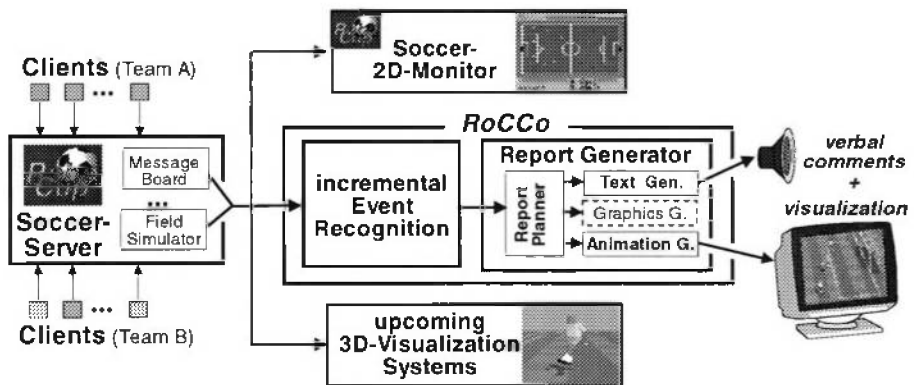 Clients (Team A)
Soccer-
Server
Message
Board
Field
Simulator
Clients (Team B)
Soccer-
2D-Monitor
RoCCo
incremental
Event
Recognition
Report Generator
Report
Planner
Text Gen.
Graphics G.
Animation G.
upcoming
3D-Visualization
Systems
verbal
comments
+
visualization